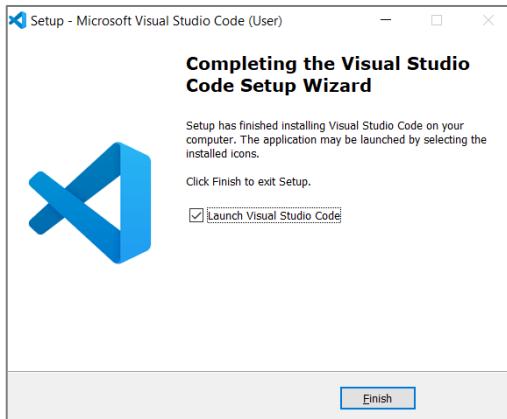 Setup - Microsoft Visual Studio Code (User)
Completing the Visual Studio
Code Setup Wizard
Setup has finished installing Visual Studio Code on your
computer. The application may be launched by selecting the
installed icons.
Click Finish to exit Setup.
Launch Visual Studio Code
Finish